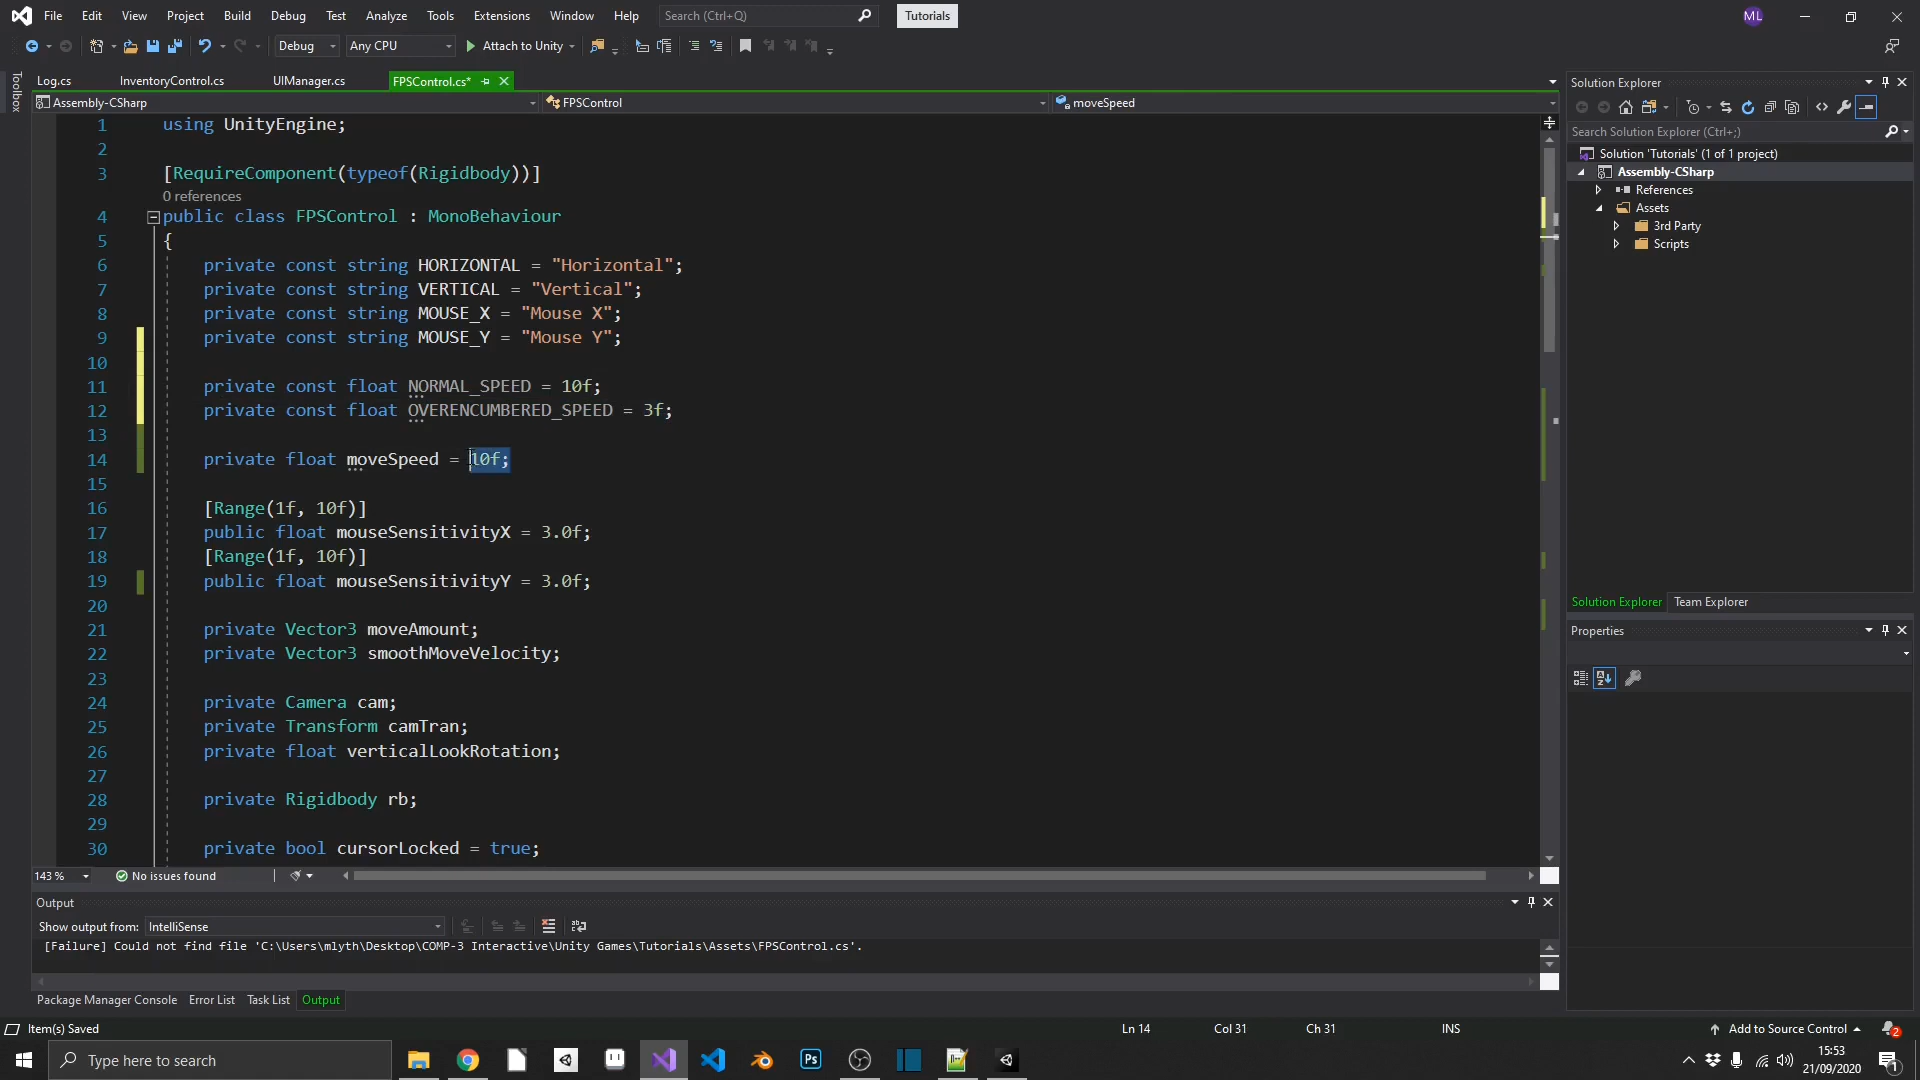 File Edit View Project Build Debug Test Analyze Tools Extensions Window Help Search (Ctrl+Q) Tutorials ML
Debug Any CPU Attach to Unity
Toolbox
Log.cs InventoryControl.cs UIManager.cs FPSControl.cs*
Assembly-CSharp FPSControl moveSpeed
1 using UnityEngine;
2
3 [RequireComponent(typeof(Rigidbody))]
0 references
4 public class FPSControl : MonoBehaviour
5 {
6 private const string HORIZONTAL = "Horizontal";
7 private const string VERTICAL = "Vertical";
8 private const string MOUSE_X = "Mouse X";
9 private const string MOUSE_Y = "Mouse Y";
10
11 private const float NORMAL_SPEED = 10f;
12 private const float OVERENCUMBERED_SPEED = 3f;
13
14 private float moveSpeed = 10f;
15
16 [Range(1f, 10f)]
17 public float mouseSensitivityX = 3.0f;
18 [Range(1f, 10f)]
19 public float mouseSensitivityY = 3.0f;
20
21 private Vector3 moveAmount;
22 private Vector3 smoothMoveVelocity;
23
24 private Camera cam;
25 private Transform camTran;
26 private float verticalLookRotation;
27
28 private Rigidbody rb;
29
30 private bool cursorLocked = true;
143 % No issues found
Output
Show output from: IntelliSense
[Failure] Could not find file 'C:\Users\mlyth\Desktop\COMP-3 Interactive\Unity Games\Tutorials\Assets\FPSControl.cs'.
Package Manager Console Error List Task List Output
Solution Explorer
Search Solution Explorer (Ctrl+;)
Solution 'Tutorials' (1 of 1 project)
Assembly-CSharp
References
Assets
3rd Party
Scripts
Solution Explorer Team Explorer
Properties
Item(s) Saved Ln 14 Col 31 Ch 31 INS Add to Source Control 2
Type here to search Ps 15:53
21/09/2020 1